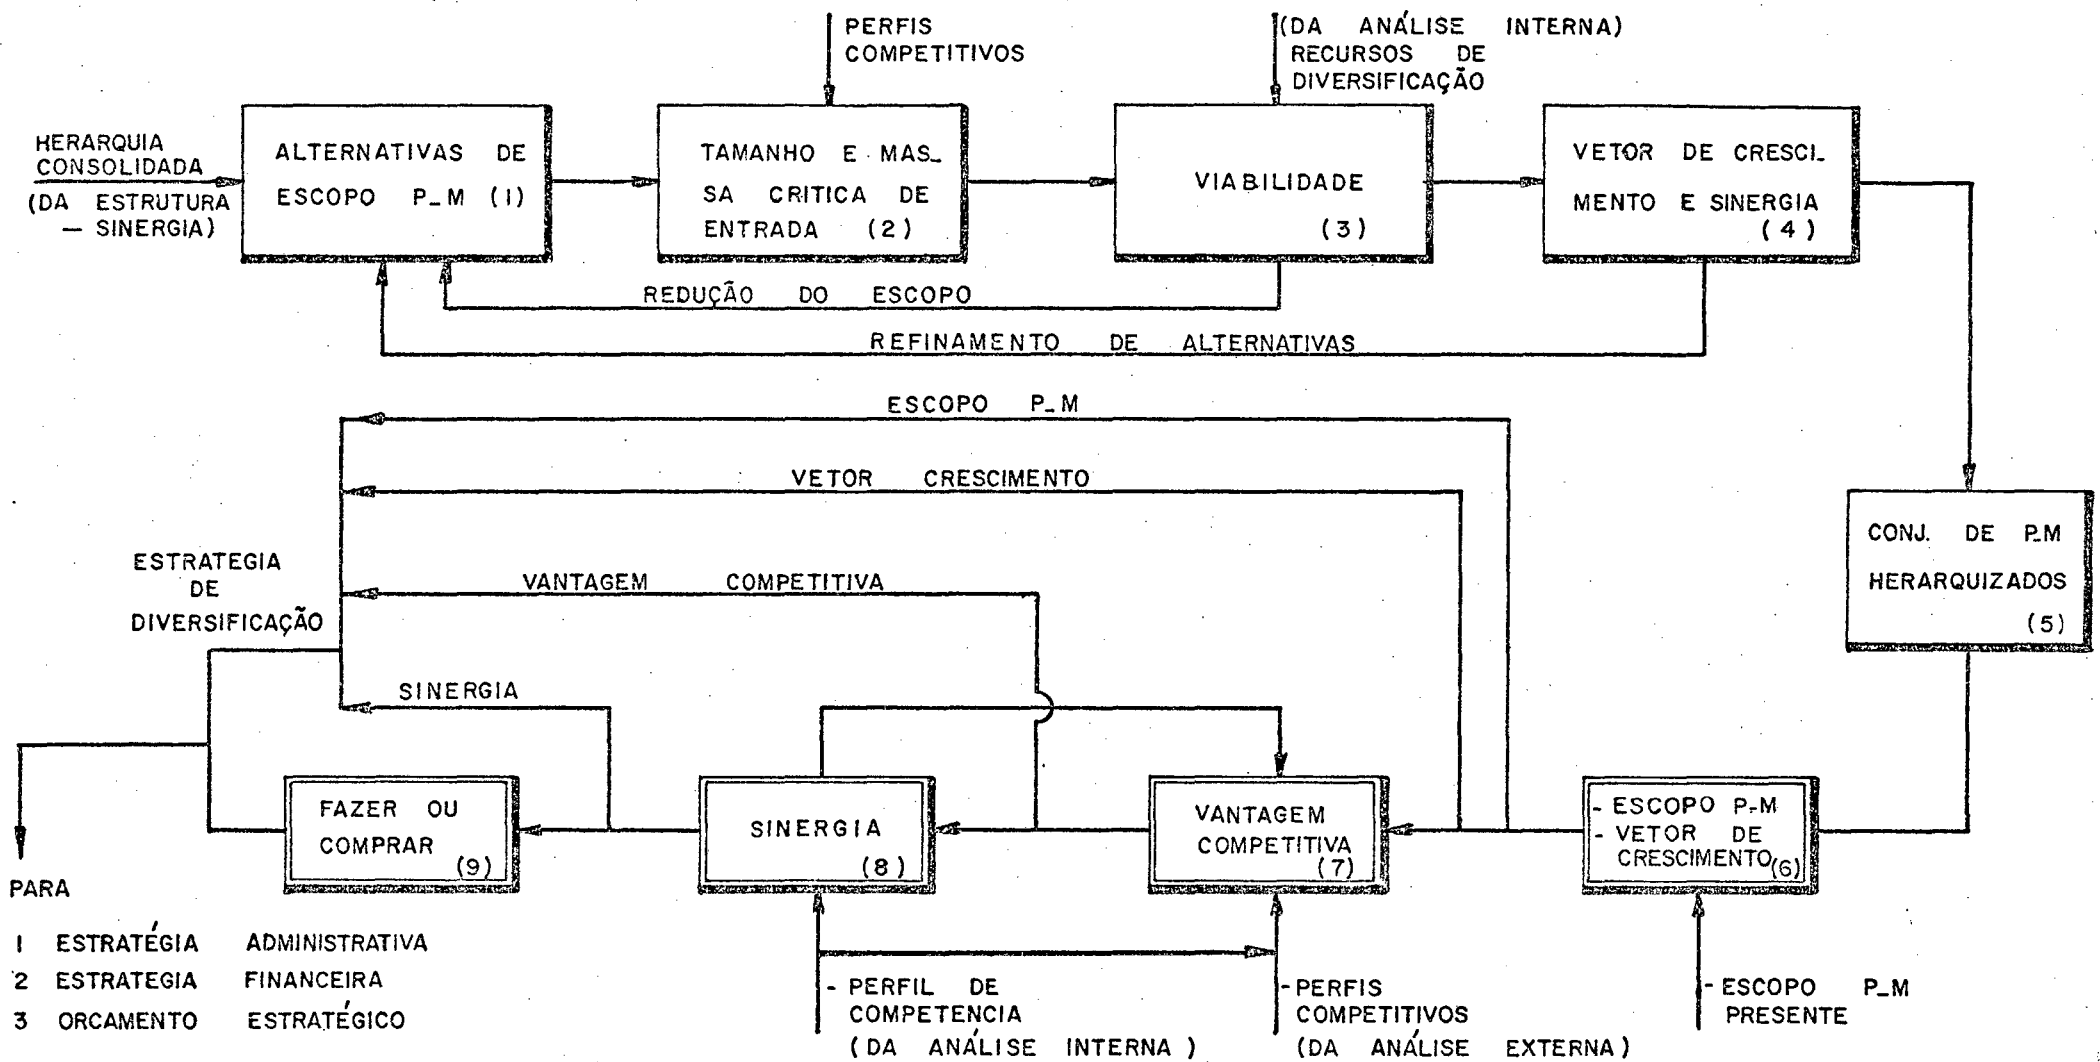 PERFIS
COMPETITIVOS
(DA ANÁLISE INTERNA)
RECURSOS DE
DIVERSIFICAÇÃO
HERARQUIA
CONSOLIDADA
(DA ESTRUTURA
— SINERGIA)
ALTERNATIVAS DE
ESCOPO P_M (1)
TAMANHO E MAS_
SA CRITICA DE
ENTRADA (2)
VIABILIDADE
(3)
VETOR DE CRESCI_
MENTO E SINERGIA
(4)
REDUÇÃO DO ESCOPO
REFINAMENTO DE ALTERNATIVAS
ESCOPO P_M
VETOR CRESCIMENTO
VANTAGEM COMPETITIVA
SINERGIA
ESTRATEGIA
DE
DIVERSIFICAÇÃO
CONJ. DE P_M
HERARQUIZADOS
(5)
FAZER OU
COMPRAR
(9)
SINERGIA
(8)
VANTAGEM
COMPETITIVA
(7)
- ESCOPO P-M
- VETOR DE
CRESCIMENTO (6)
PARA
1 ESTRATÉGIA ADMINISTRATIVA
2 ESTRATEGIA FINANCEIRA
3 ORCAMENTO ESTRATÉGICO
- PERFIL DE
COMPETENCIA
(DA ANÁLISE INTERNA)
- PERFIS
COMPETITIVOS
(DA ANÁLISE EXTERNA)
- ESCOPO P_M
PRESENTE